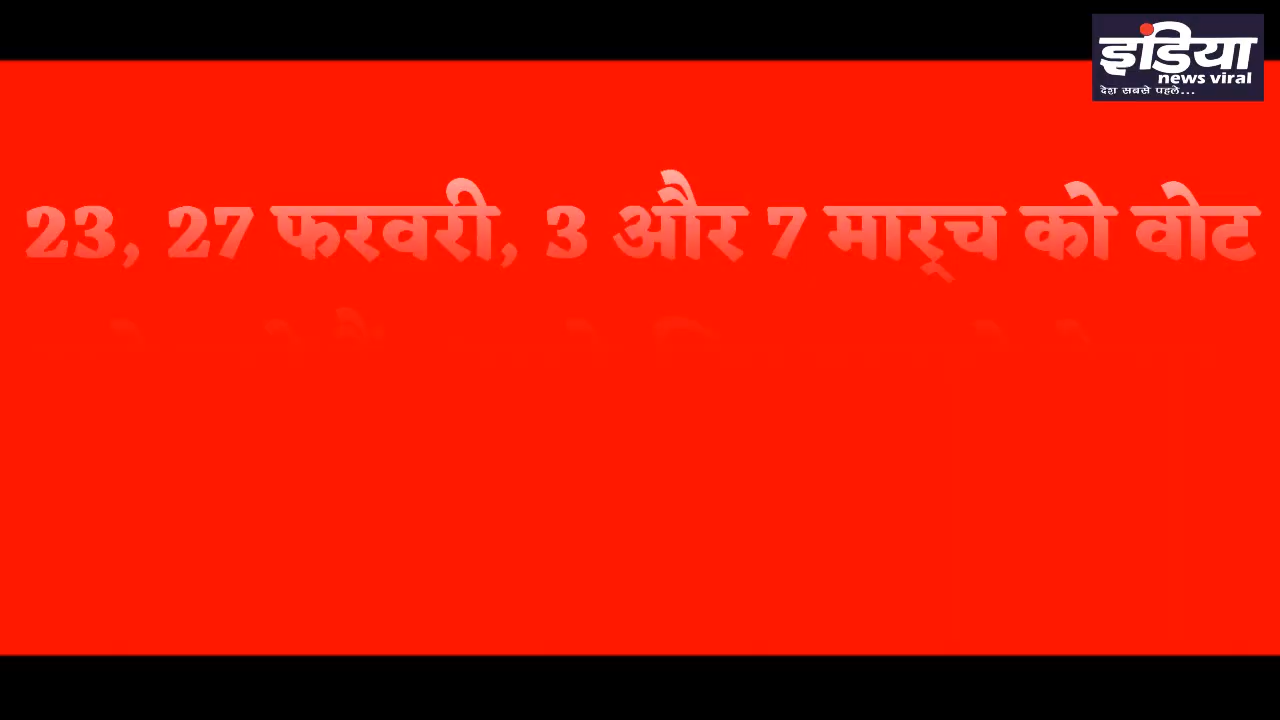 इंडिया
news viral
देश सबसे पहले...
23, 27 फरवरी, 3 और 7 मार्‌च को वोट